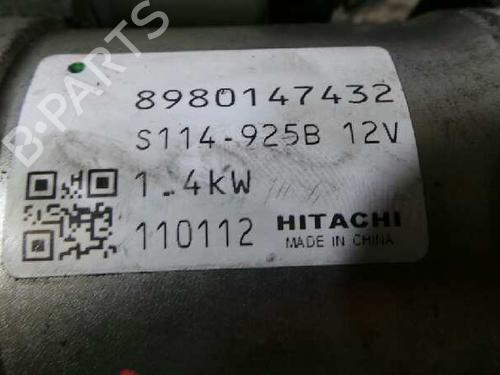 8980147432
S114-925B 12V
1.4kW
110112 HITACHI
MADE IN CHINA
B-PARTS